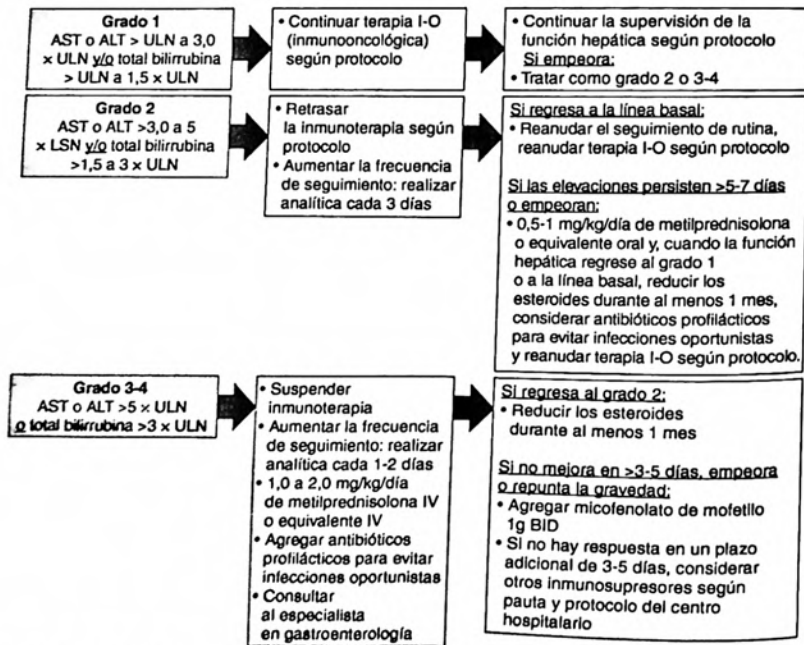 Grado 1
AST o ALT > ULN a 3,0
× ULN y/o total bilirrubina
> ULN a 1,5 × ULN
• Continuar terapia I-O
(inmunooncológica)
según protocolo
• Continuar la supervisión de la
función hepática según protocolo
Si empeora:
• Tratar como grado 2 o 3-4
Grado 2
AST o ALT >3,0 a 5
× LSN y/o total bilirrubina
>1,5 a 3 × ULN
• Retrasar
la inmunoterapia según
protocolo
• Aumentar la frecuencia
de seguimiento: realizar
analítica cada 3 días
Si regresa a la línea basal:
• Reanudar el seguimiento de rutina,
reanudar terapia I-O según protocolo
Si las elevaciones persisten >5-7 días
o empeoran:
• 0,5-1 mg/kg/día de metilprednisolona
o equivalente oral y, cuando la función
hepática regrese al grado 1
o a la línea basal, reducir los
esteroides durante al menos 1 mes,
considerar antibióticos profilácticos
para evitar infecciones oportunistas
y reanudar terapia I-O según protocolo.
Grado 3-4
AST o ALT >5 × ULN
o total bilirrubina >3 × ULN
• Suspender
inmunoterapia
• Aumentar la frecuencia
de seguimiento: realizar
analítica cada 1-2 días
• 1,0 a 2,0 mg/kg/día
de metilprednisolona IV
o equivalente IV
• Agregar antibióticos
profilácticos para evitar
infecciones oportunistas
• Consultar
al especialista
en gastroenterología
Si regresa al grado 2:
• Reducir los esteroides
durante al menos 1 mes
Si no mejora en >3-5 días, empeora
o repunta la gravedad:
• Agregar micofenolato de mofetilo
1g BID
• Si no hay respuesta en un plazo
adicional de 3-5 días, considerar
otros inmunosupresores según
pauta y protocolo del centro
hospitalario